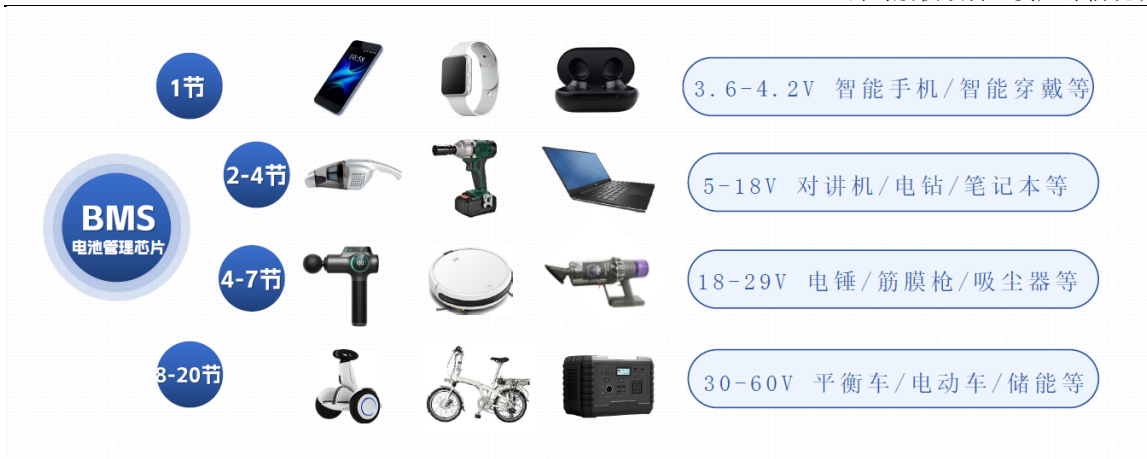 1节
3.6-4.2V 智能手机/智能穿戴等
2-4节
5-18V 对讲机/电钻/笔记本等
BMS
电池管理芯片
4-7节
18-29V 电锤/筋膜枪/吸尘器等
8-20节
30-60V 平衡车/电动车/储能等
10:58